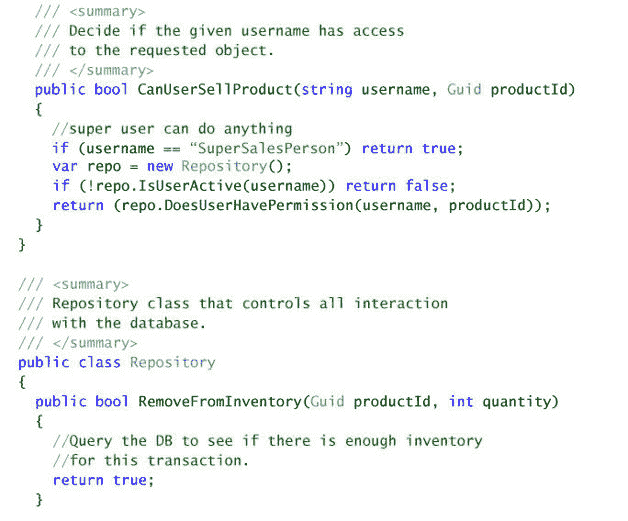 /// <summary>
/// Decide if the given username has access
/// to the requested object.
/// </summary>
public bool CanUserSellProduct(string username, Guid productId)
{
//super user can do anything
if (username == “SuperSalesPerson”) return true;
var repo = new Repository();
if (!repo.IsUserActive(username)) return false;
return (repo.DoesUserHavePermission(username, productId));
}
}
/// <summary>
/// Repository class that controls all interaction
/// with the database.
/// </summary>
public class Repository
{
public bool RemoveFromInventory(Guid productId, int quantity)
{
//Query the DB to see if there is enough inventory
//for this transaction.
return true;
}